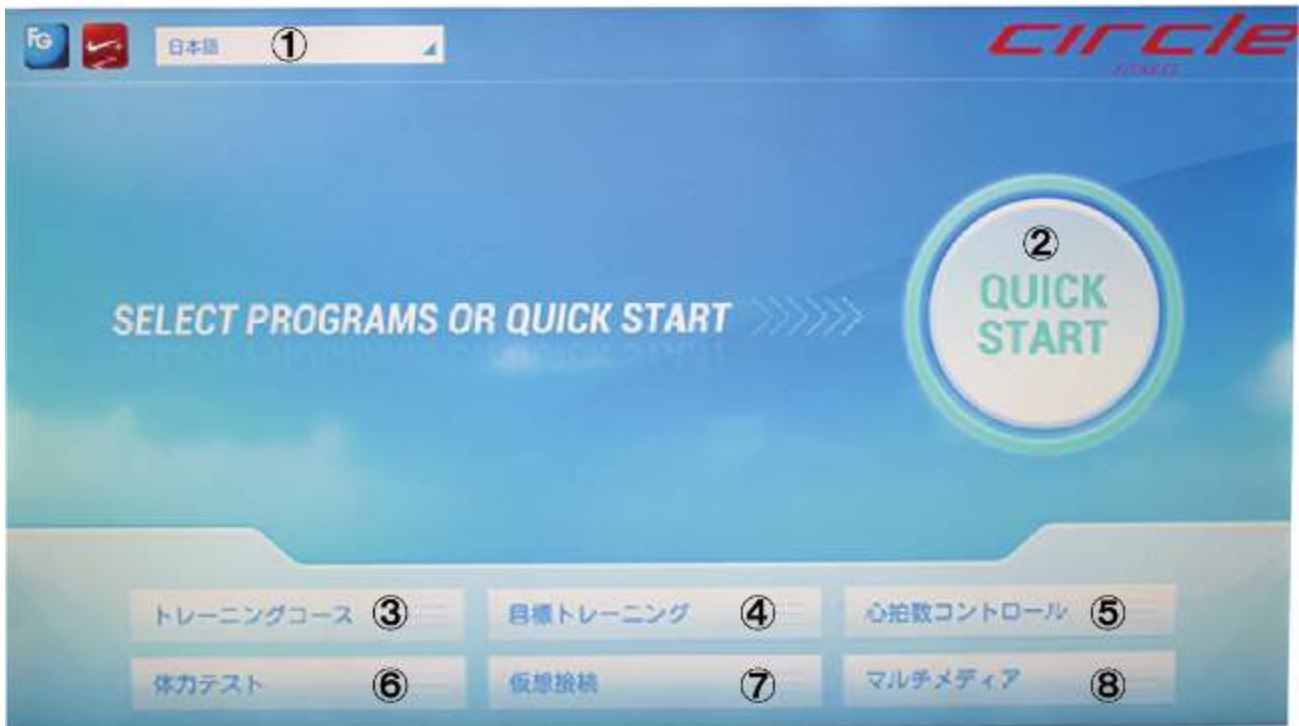 FG
日本語 ①
circle
FITNESS
②
QUICK
START
SELECT PROGRAMS OR QUICK START
トレーニングコース ③
目標トレーニング ④
心拍数コントロール ⑤
体力テスト ⑥
仮想接続 ⑦
マルチメディア ⑧